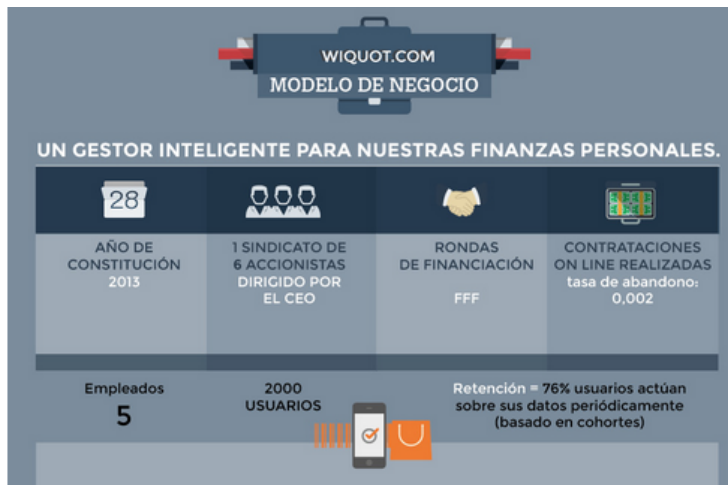 WIQUOT.COM
MODELO DE NEGOCIO
UN GESTOR INTELIGENTE PARA NUESTRAS FINANZAS PERSONALES.
28
AÑO DE
CONSTITUCIÓN
2013
1 SINDICATO DE
6 ACCIONISTAS
DIRIGIDO POR
EL CEO
RONDAS
DE FINANCIACIÓN
FFF
CONTRATACIONES
ON LINE REALIZADAS
tasa de abandono:
0,002
Empleados
5
2000
USUARIOS
Retención = 76% usuarios actúan
sobre sus datos periódicamente
(basado en cohortes)